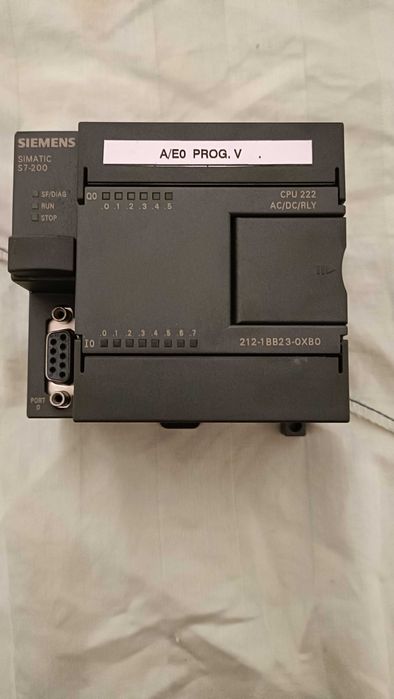 SIEMENS
SIMATIC
S7-200
A/E0 PROG. V .
SF/DIAG
RUN
STOP
Q0
.0 .1 .2 .3 .4 .5
CPU 222
AC/DC/RLY
.0 .1 .2 .3 .4 .5 .6 .7
I0
212-1BB23-0XB0
PORT
0